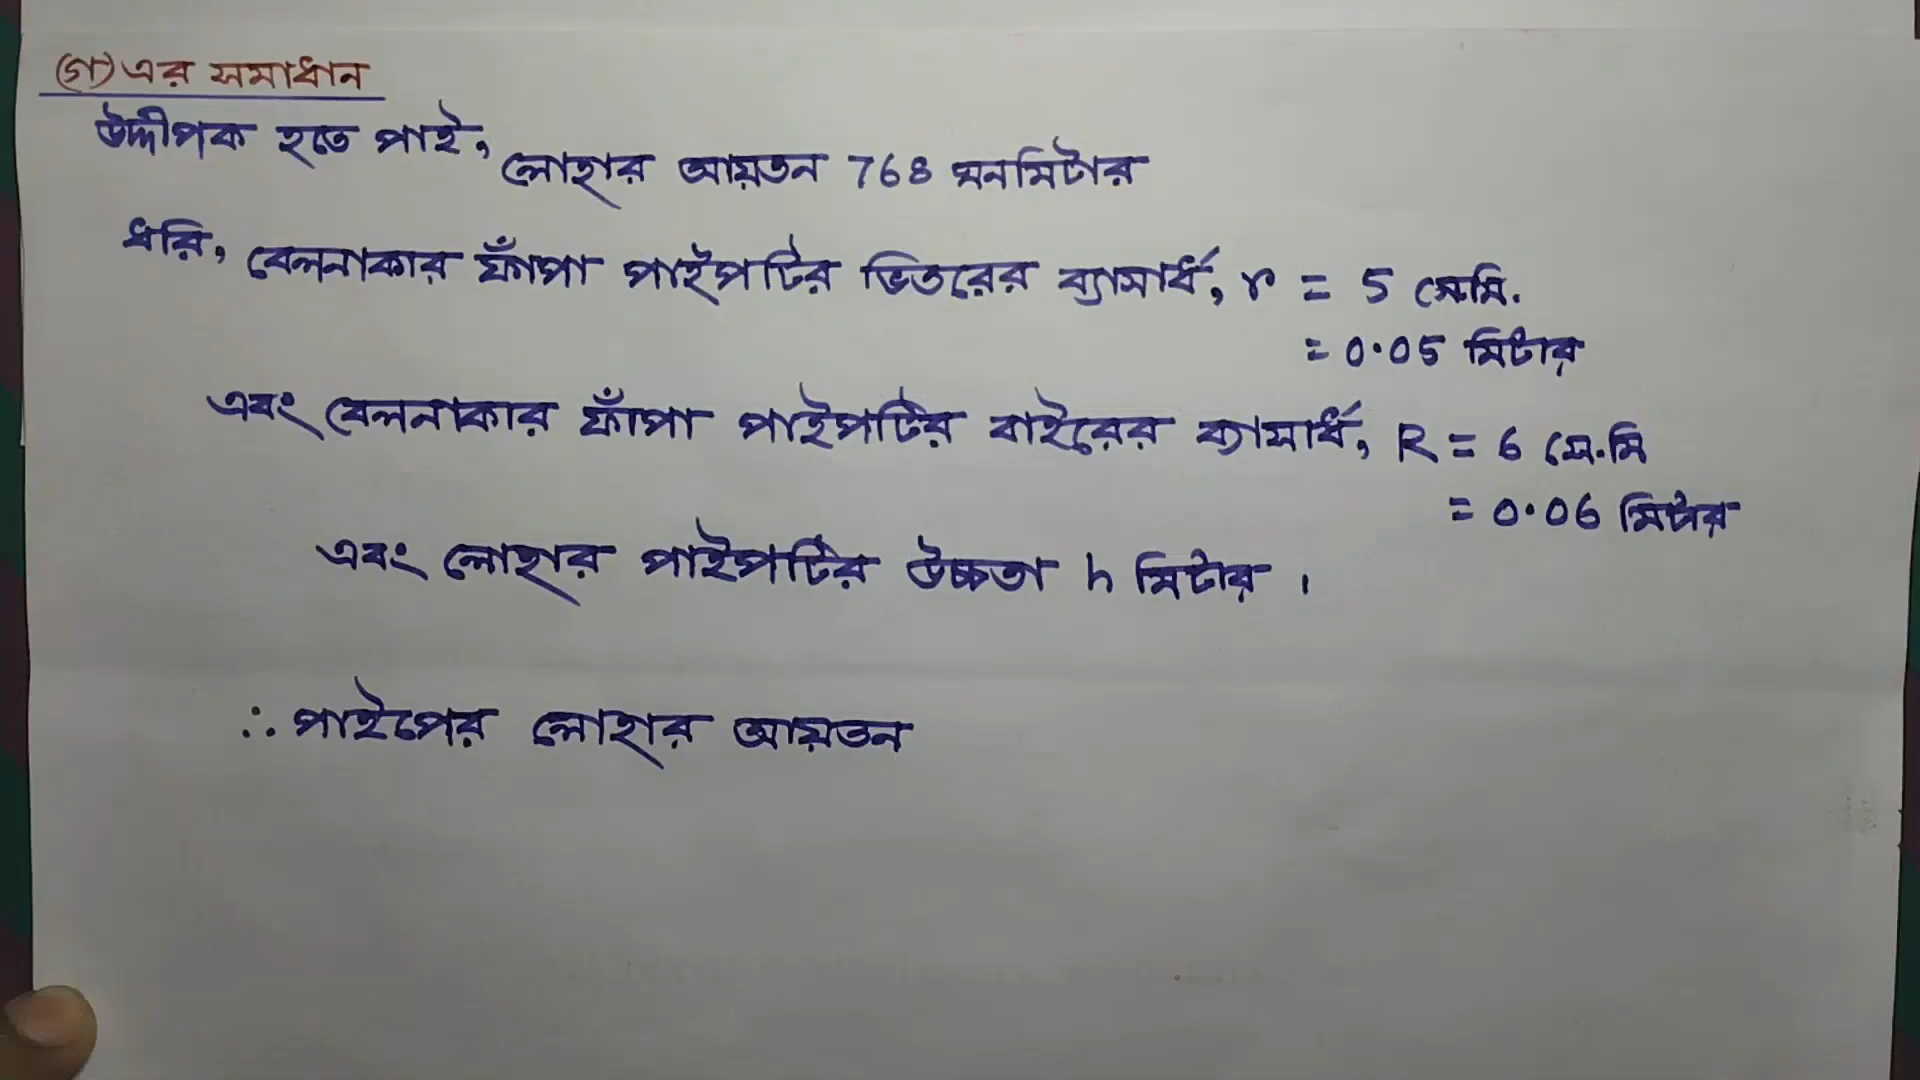 (গ) এর সমাধান
উদ্দীপক হতে পাই, লোহার আয়তন 768 ঘনমিটার
ধরি, বেলনাকার ফাঁপা পাইপটির ভিতরের ব্যাসার্ধ, r = 5 সে.মি.
= 0.05 মিটার
এবং বেলনাকার ফাঁপা পাইপটির বাইরের ব্যাসার্ধ, R = 6 সে.মি
= 0.06 মিটার
এবং লোহার পাইপটির উচ্চতা h মিটার ।
∴ পাইপের লোহার আয়তন